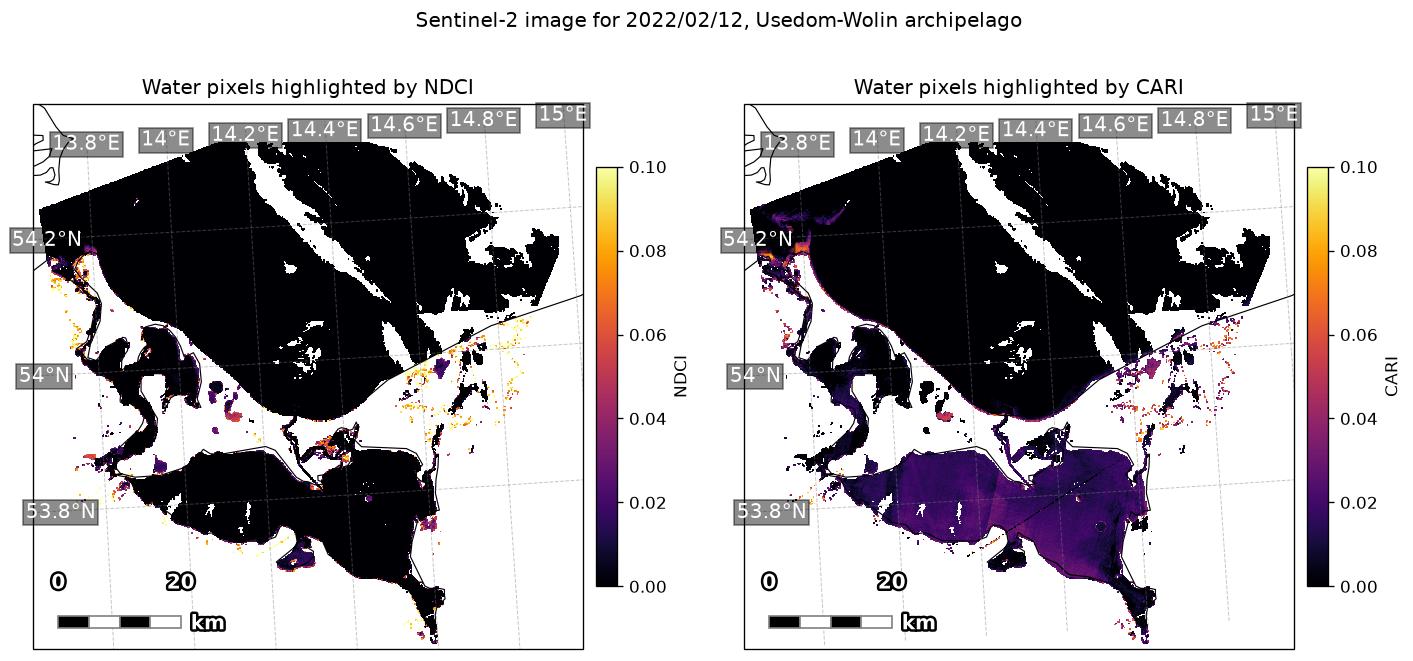 Sentinel-2 image for 2022/02/12, Usedom-Wolin archipelago
Water pixels highlighted by NDCI
13.8°E 14°E 14.2°E 14.4°E 14.6°E 14.8°E 15°E
54.2°N
54°N
53.8°N
0 20
km
0.10
0.08
0.06
0.04
0.02
0.00
NDCI
Water pixels highlighted by CARI
13.8°E 14°E 14.2°E 14.4°E 14.6°E 14.8°E 15°E
54.2°N
54°N
53.8°N
0 20
km
0.10
0.08
0.06
0.04
0.02
0.00
CARI